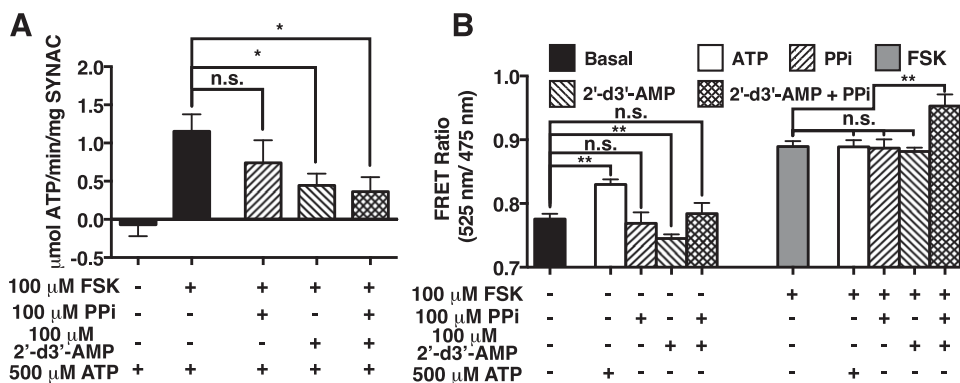 A
μmol ATP/min/mg SYNAC
2.0
1.5
1.0
0.5
0.0
-0.5
*
*
n.s.
100 μM FSK - + + + +
100 μM PPi - - + - +
100 μM
2'-d3'-AMP - - - + +
500 μM ATP + + + + +
B
Basal ATP PPi FSK
2'-d3'-AMP 2'-d3'-AMP + PPi
FRET Ratio
(525 nm/ 475 nm)
1.0
0.9
0.8
0.7
n.s.
**
n.s.
**
**
n.s.
100 μM FSK - - - - - + + + + +
100 μM PPi - - + - + - - + - +
100 μM
2'-d3'-AMP - - - + + - - - + +
500 μM ATP - + - - - - + - - -